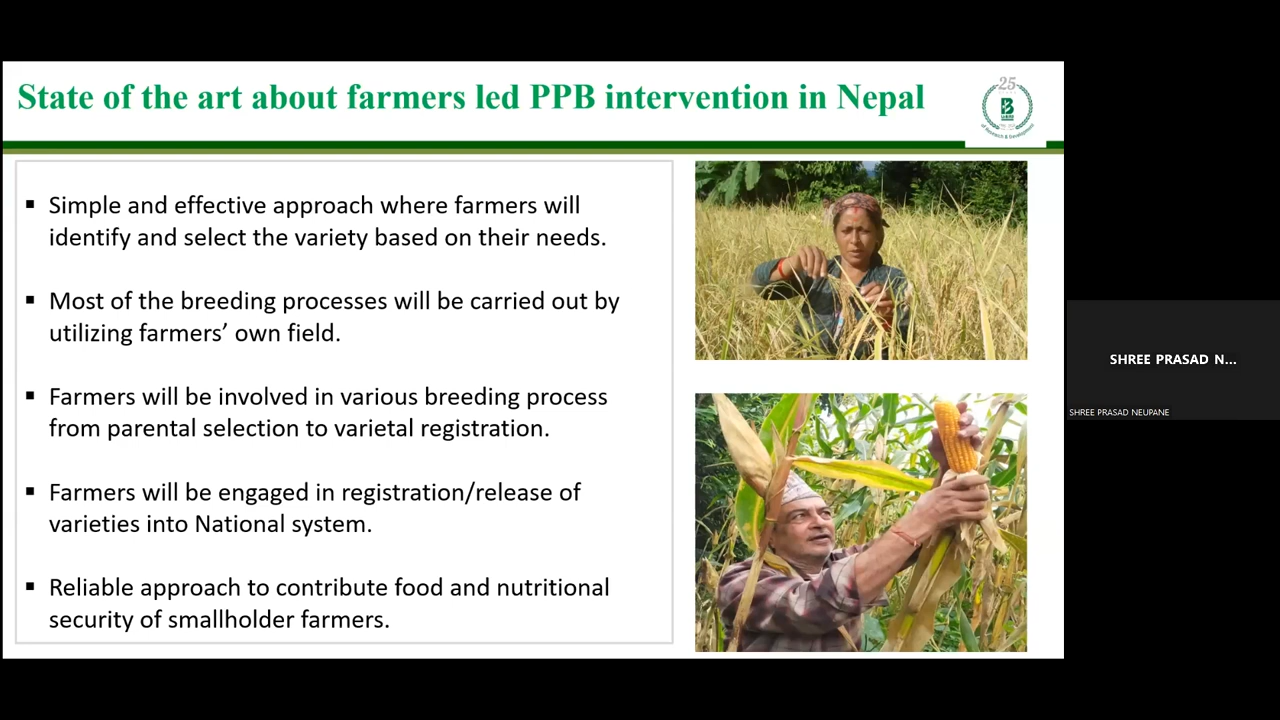 State of the art about farmers led PPB intervention in Nepal
25
of Research & Development
▪ Simple and effective approach where farmers will
identify and select the variety based on their needs.
▪ Most of the breeding processes will be carried out by
utilizing farmers’ own field.
▪ Farmers will be involved in various breeding process
from parental selection to varietal registration.
▪ Farmers will be engaged in registration/release of
varieties into National system.
▪ Reliable approach to contribute food and nutritional
security of smallholder farmers.
SHREE PRASAD N...
SHREE PRASAD NEUPANE